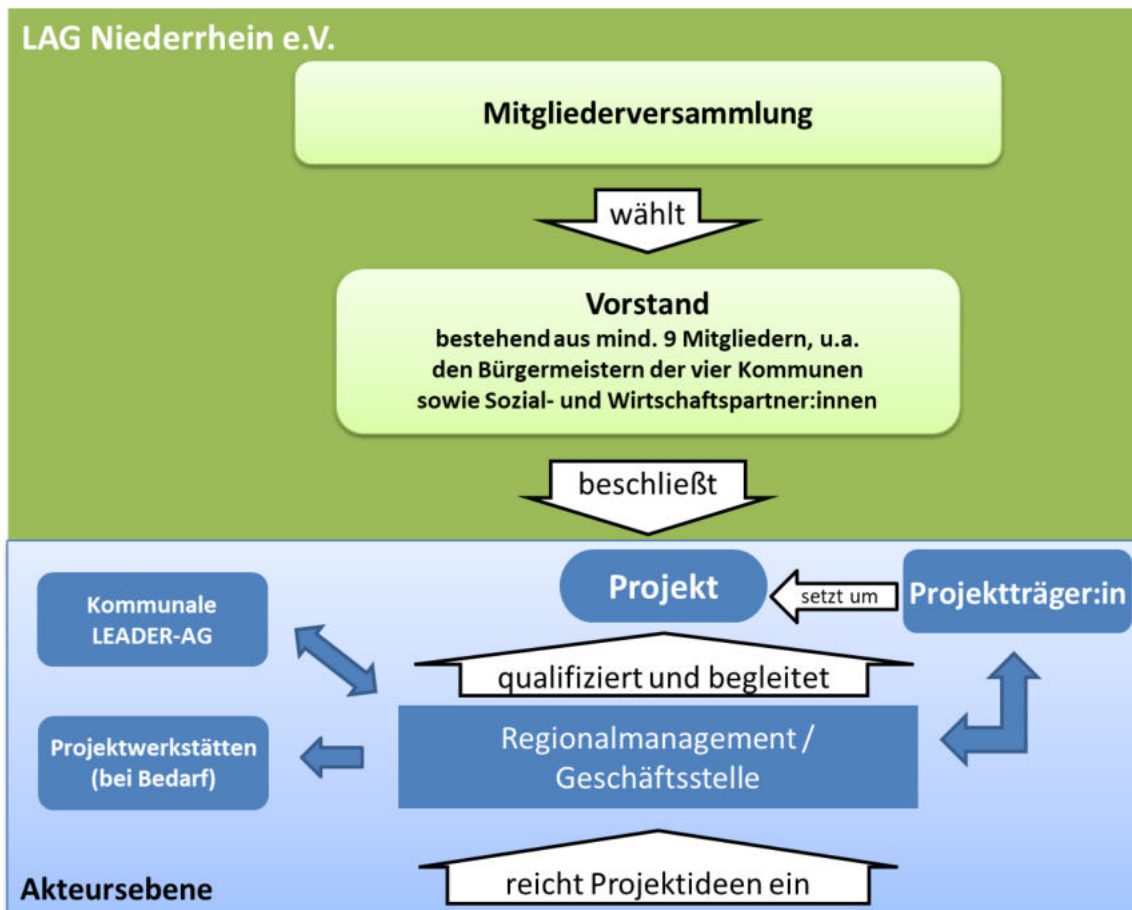 LAG Niederrhein e.V.
Mitgliederversammlung
wählt
Vorstand
bestehend aus mind. 9 Mitgliedern, u.a.
den Bürgermeistern der vier Kommunen
sowie Sozial- und Wirtschaftspartner:innen
beschließt
Projekt
setzt um
Projektträger:in
Kommunale
LEADER-AG
qualifiziert und begleitet
Projektwerkstätten
(bei Bedarf)
Regionalmanagement /
Geschäftsstelle
reicht Projektideen ein
Akteursebene